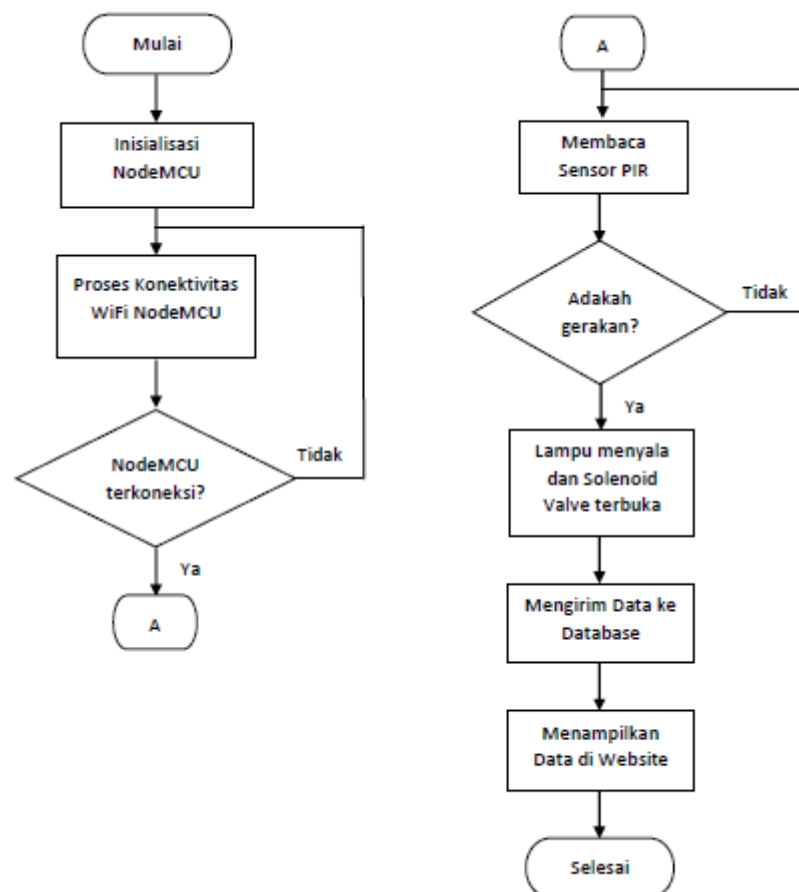 Mulai
Inisialisasi
NodeMCU
Proses Konektivitas
WiFi NodeMCU
NodeMCU
terkoneksi?
Tidak
Ya
A
A
Membaca
Sensor PIR
Adakah
gerakan?
Tidak
Ya
Lampu menyala
dan Solenoid
Valve terbuka
Mengirim Data ke
Database
Menampilkan
Data di Website
Selesai